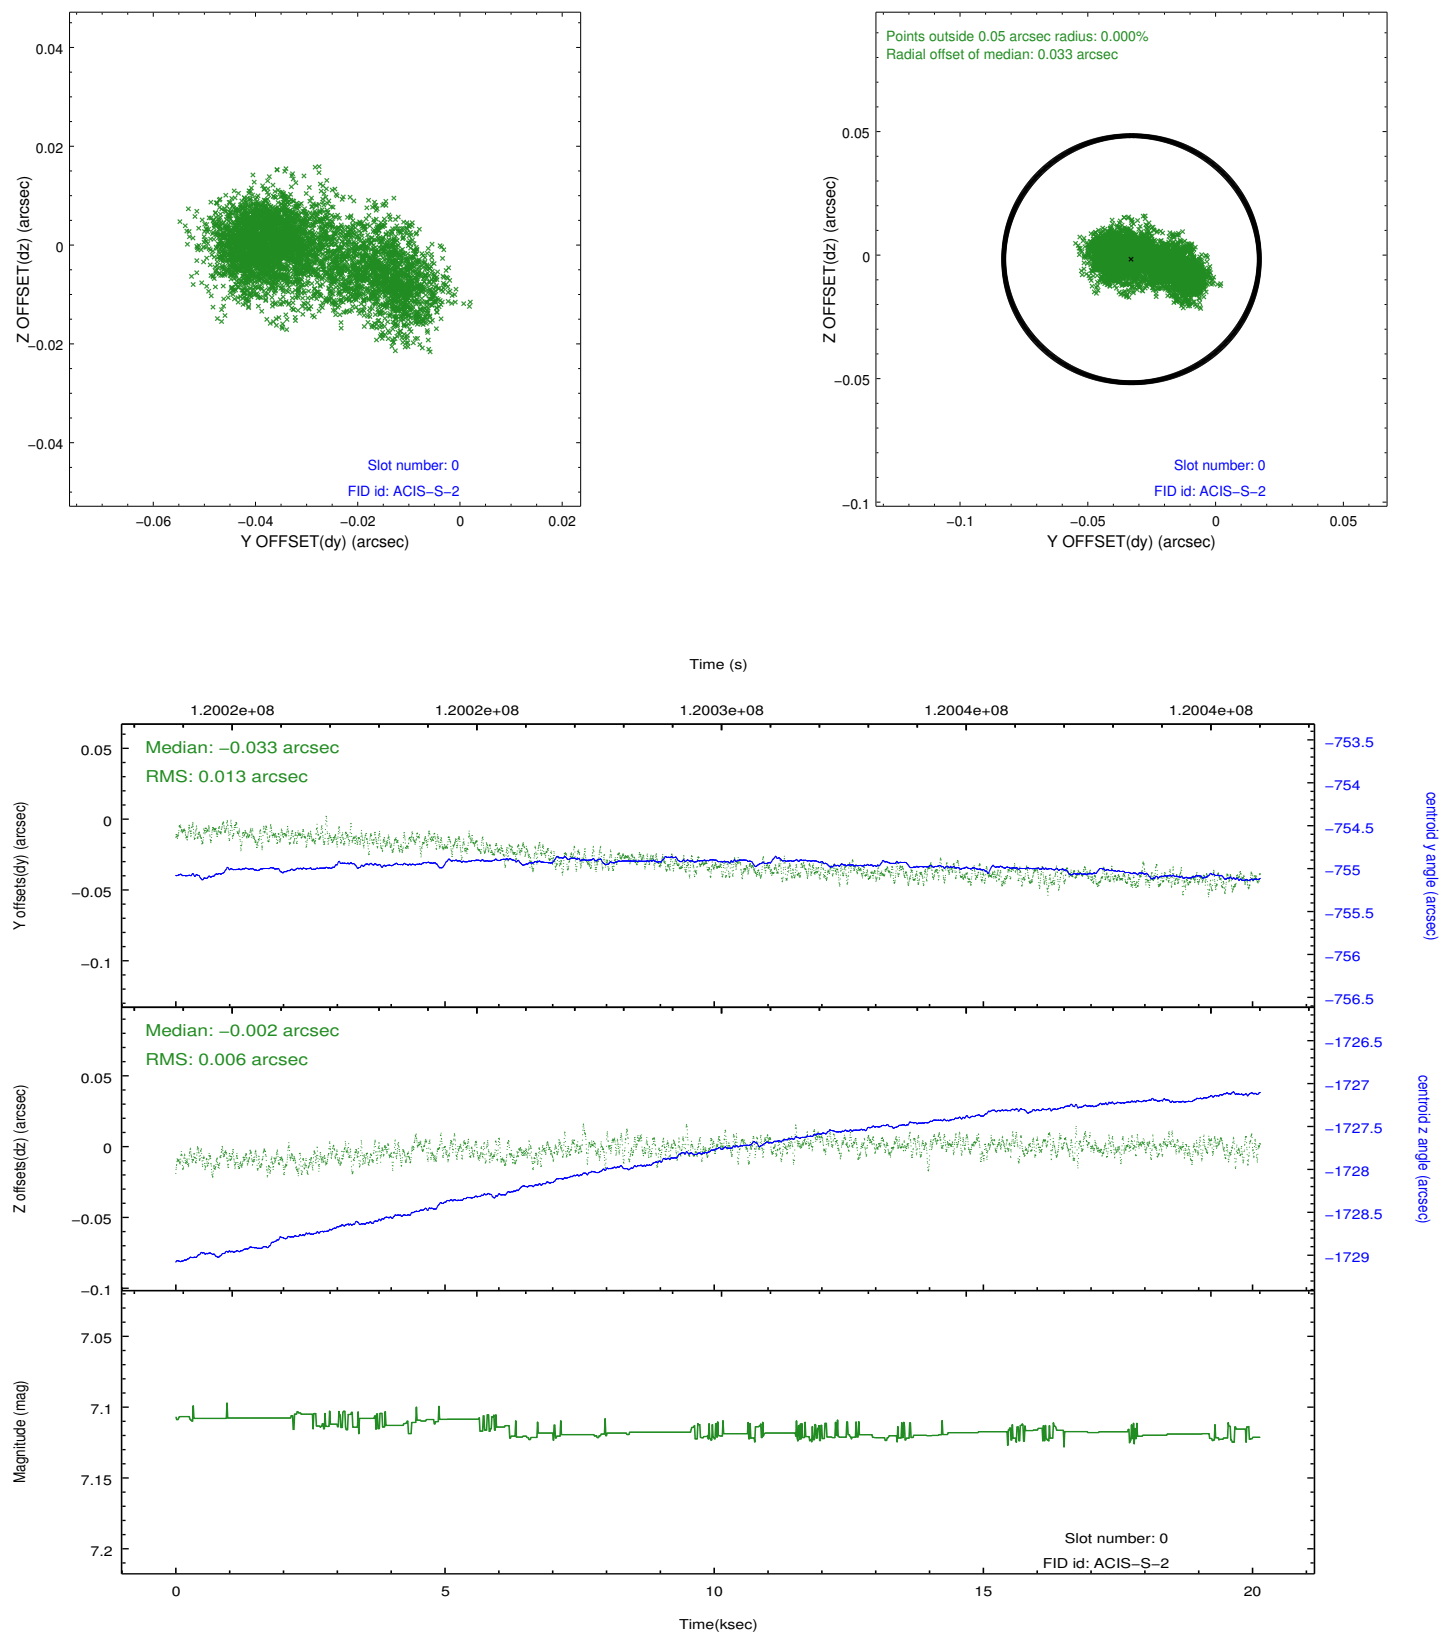 0.04
0.02
0
−0.02
−0.04
Z OFFSET(dz) (arcsec)
Slot number: 0
FID id: ACIS−S−2
−0.06 −0.04 −0.02 0 0.02
Y OFFSET(dy) (arcsec)
Points outside 0.05 arcsec radius: 0.000%
Radial offset of median: 0.033 arcsec
0.05
0
−0.05
−0.1
Z OFFSET(dz) (arcsec)
Slot number: 0
FID id: ACIS−S−2
−0.1 −0.05 0 0.05
Y OFFSET(dy) (arcsec)
Time (s)
1.2002e+08 1.2002e+08 1.2003e+08 1.2004e+08 1.2004e+08
Median: −0.033 arcsec
RMS: 0.013 arcsec
0.05
0
−0.05
−0.1
Y offsets(dy) (arcsec)
−753.5
−754
−754.5
−755
−755.5
−756
−756.5
centroid y angle (arcsec)
Median: −0.002 arcsec
RMS: 0.006 arcsec
0.05
0
−0.05
−0.1
Z offsets(dz) (arcsec)
−1726.5
−1727
−1727.5
−1728
−1728.5
−1729
centroid z angle (arcsec)
7.05
7.1
7.15
7.2
Magnitude (mag)
Slot number: 0
FID id: ACIS−S−2
0 5 10 15 20
Time(ksec)